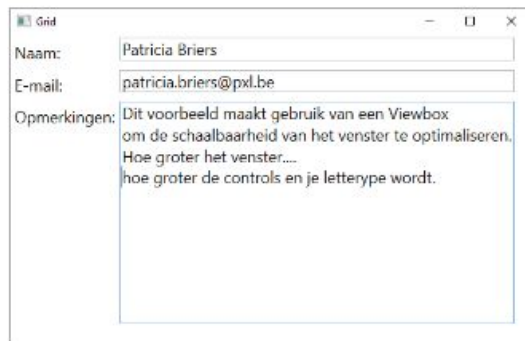 Grid
Naam: Patricia Briers
E-mail: patricia.briers@pxl.be
Opmerkingen: Dit voorbeeld maakt gebruik van een Viewbox
om de schaalbaarheid van het venster te optimaliseren.
Hoe groter het venster....
hoe groter de controls en je letterype wordt.